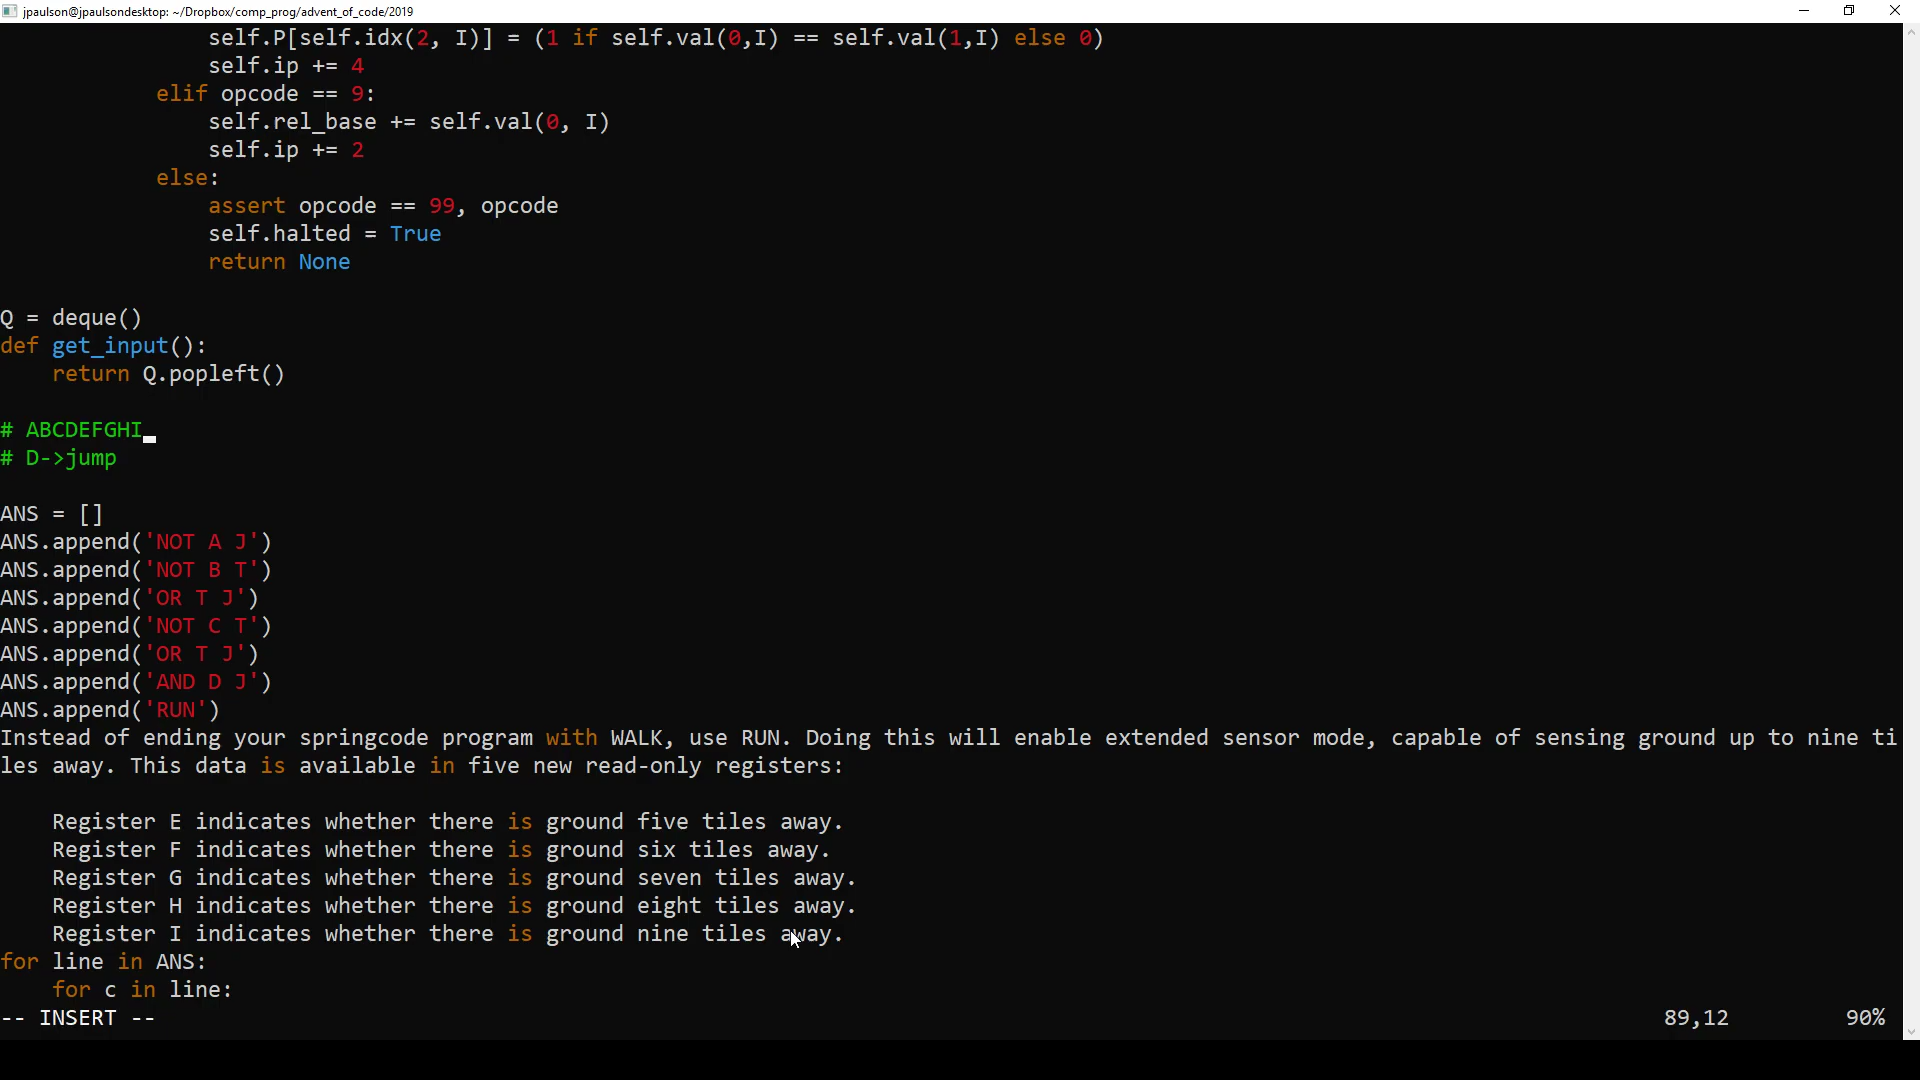 jpaulson@jpaulsondesktop: ~/Dropbox/comp_prog/advent_of_code/2019
self.P[self.idx(2, I)] = (1 if self.val(0,I) == self.val(1,I) else 0)
self.ip += 4
elif opcode == 9:
self.rel_base += self.val(0, I)
self.ip += 2
else:
assert opcode == 99, opcode
self.halted = True
return None
Q = deque()
def get_input():
return Q.popleft()
# ABCDEFGHI
# D->jump
ANS = []
ANS.append('NOT A J')
ANS.append('NOT B T')
ANS.append('OR T J')
ANS.append('NOT C T')
ANS.append('OR T J')
ANS.append('AND D J')
ANS.append('RUN')
Instead of ending your springcode program with WALK, use RUN. Doing this will enable extended sensor mode, capable of sensing ground up to nine ti
les away. This data is available in five new read-only registers:
Register E indicates whether there is ground five tiles away.
Register F indicates whether there is ground six tiles away.
Register G indicates whether there is ground seven tiles away.
Register H indicates whether there is ground eight tiles away.
Register I indicates whether there is ground nine tiles away.
for line in ANS:
for c in line:
-- INSERT -- 89,12 90%